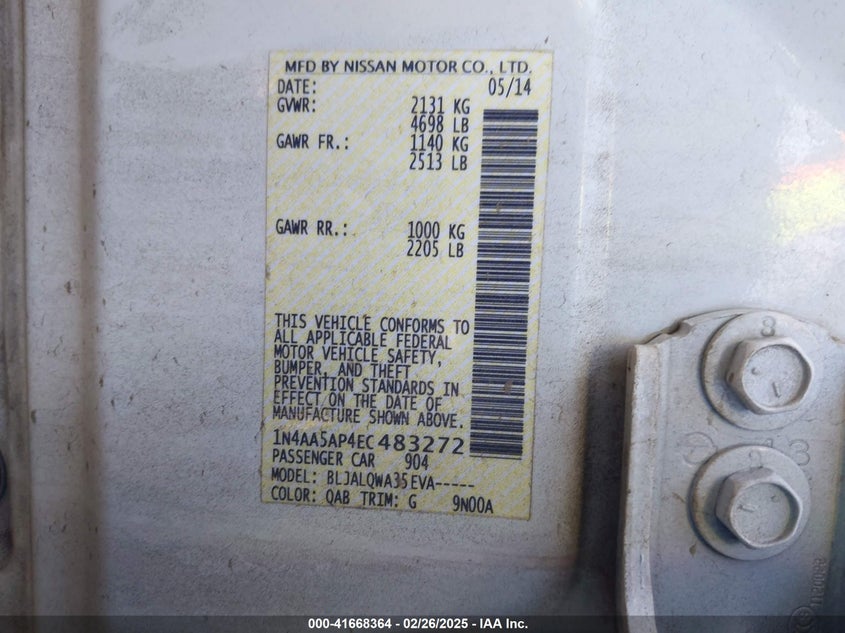 MFD BY NISSAN MOTOR CO., LTD.
DATE: 05/14
GVWR: 2131 KG
4698 LB
GAWR FR.: 1140 KG
2513 LB
GAWR RR.: 1000 KG
2205 LB
THIS VEHICLE CONFORMS TO
ALL APPLICABLE FEDERAL
MOTOR VEHICLE SAFETY,
BUMPER, AND THEFT
PREVENTION STANDARDS IN
EFFECT ON THE DATE OF
MANUFACTURE SHOWN ABOVE.
1N4AA5AP4EC483272
PASSENGER CAR 904
MODEL: BLJALQWA35EVA-----
COLOR: QAB TRIM: G 9N00A
000-41668364 - 02/26/2025 - IAA Inc.